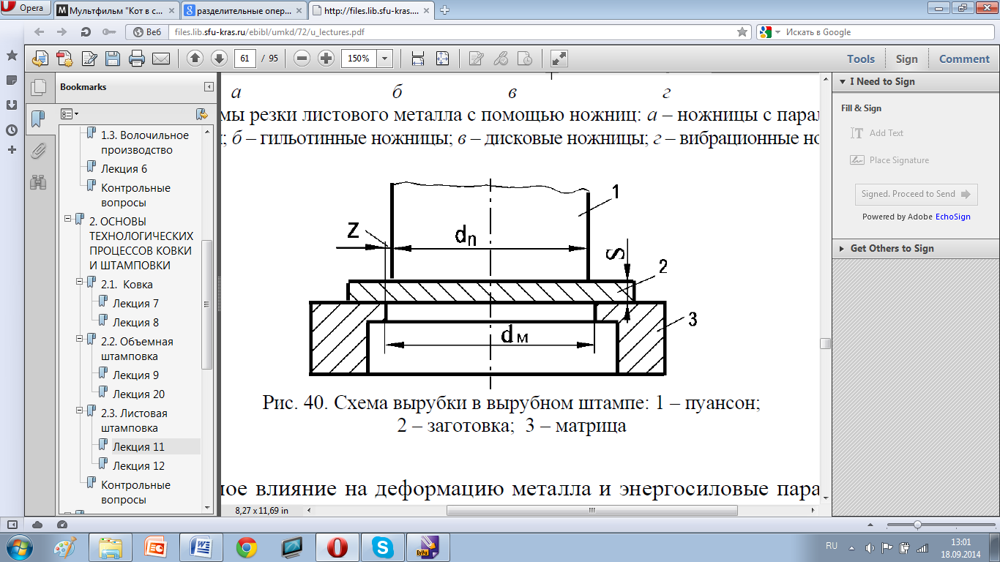 Opera
Мультфильм "Кот в с...
разделительные опер...
http://files.lib.sfu-kras....
Веб
files.lib.sfu-kras.ru/ebibl/umkd/72/u_lectures.pdf
Искать в Google
61 / 95
150%
Tools
Sign
Comment
Bookmarks
1.3. Волочильное
производство
Лекция 6
Контрольные
вопросы
2. ОСНОВЫ
ТЕХНОЛОГИЧЕСКИХ
ПРОЦЕССОВ КОВКИ
И ШТАМПОВКИ
2.1. Ковка
Лекция 7
Лекция 8
2.2. Объемная
штамповка
Лекция 9
Лекция 20
2.3. Листовая
штамповка
Лекция 11
Лекция 12
Контрольные
вопросы
а б в г
мы резки листового металла с помощью ножниц: а – ножницы с парал
; б – гильотинные ножницы; в – дисковые ножницы; г – вибрационные но
1
Z
dп
S
2
3
dм
Рис. 40. Схема вырубки в вырубном штампе: 1 – пуансон;
2 – заготовка; 3 – матрица
ное влияние на деформацию металла и энергосиловые пара
8,27 x 11,69 in
I Need to Sign
Fill & Sign
Add Text
Place Signature
Signed. Proceed to Send
Powered by Adobe EchoSign
Get Others to Sign
RU
13:01
18.09.2014